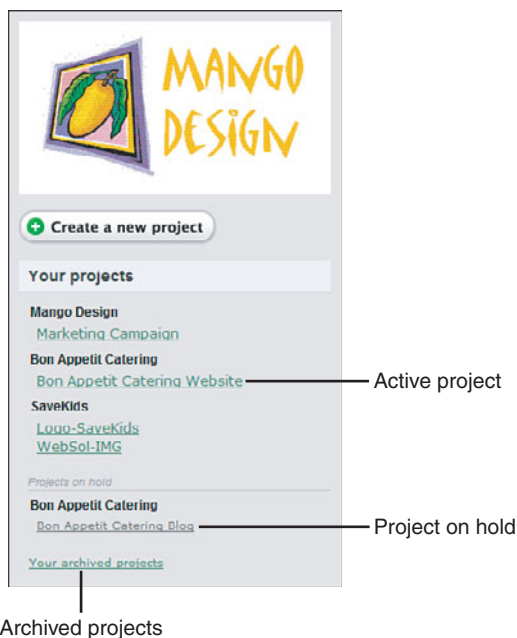 MANGO
DESIGN
Create a new project
Your projects
Mango Design
Marketing Campaign
Bon Appetit Catering
Bon Appetit Catering Website
Active project
SaveKids
Logo-SaveKids
WebSol-IMG
Projects on hold
Bon Appetit Catering
Bon Appetit Catering Blog
Project on hold
Your archived projects
Archived projects